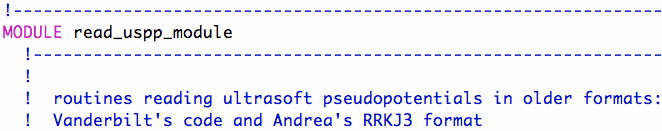 !---------------------------------------------------------------------
MODULE read_uspp_module
!---------------------------------------------------------------------
!
! routines reading ultrasoft pseudopotentials in older formats:
! Vanderbilt's code and Andrea's RRKJ3 format